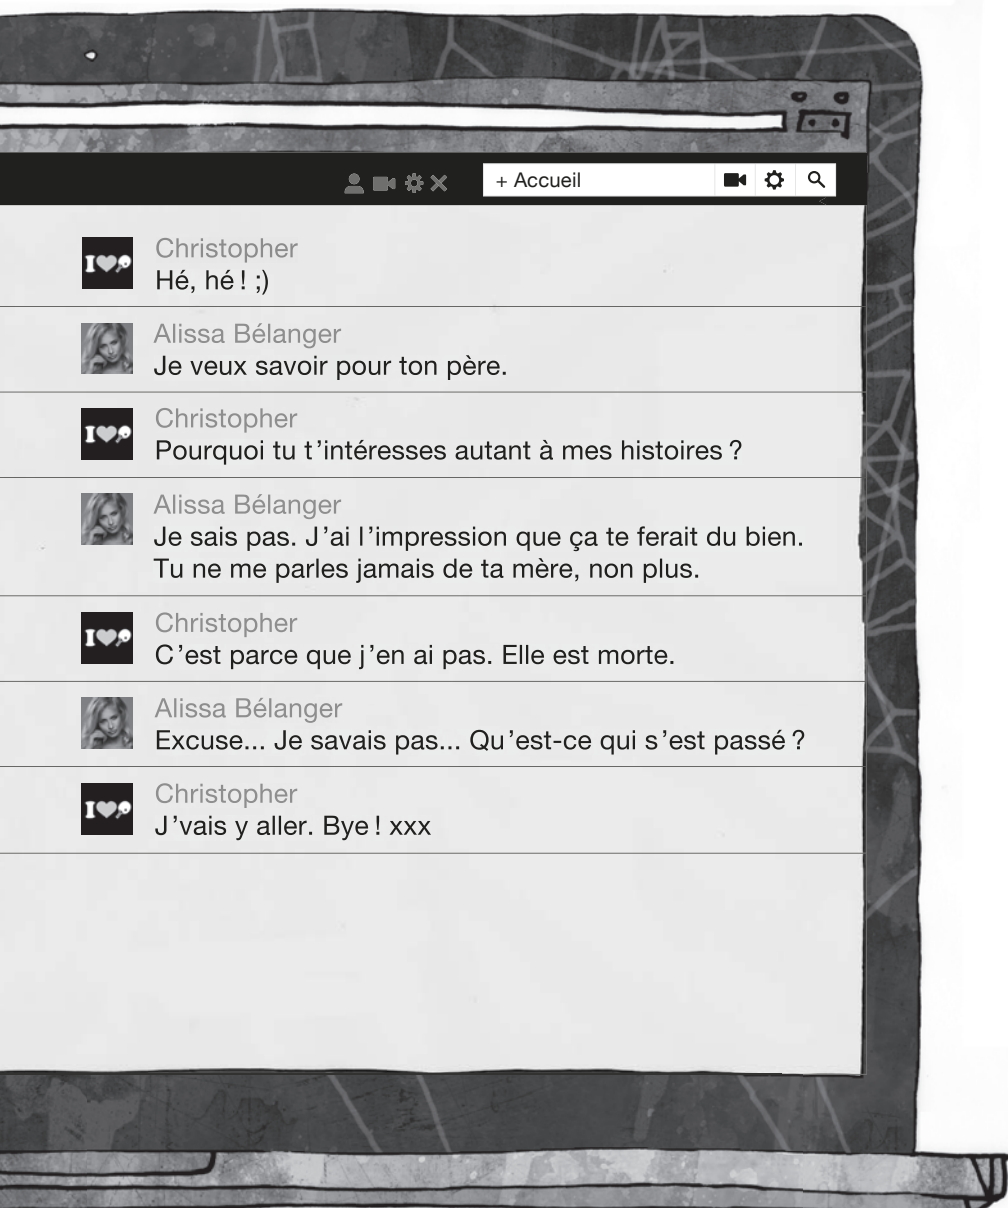 + Accueil
Christopher
Hé, hé ! ;)
Alissa Bélanger
Je veux savoir pour ton père.
Christopher
Pourquoi tu t’intéresses autant à mes histoires ?
Alissa Bélanger
Je sais pas. J’ai l’impression que ça te ferait du bien.
Tu ne me parles jamais de ta mère, non plus.
Christopher
C’est parce que j’en ai pas. Elle est morte.
Alissa Bélanger
Excuse... Je savais pas... Qu’est-ce qui s’est passé ?
Christopher
J’vais y aller. Bye ! xxx